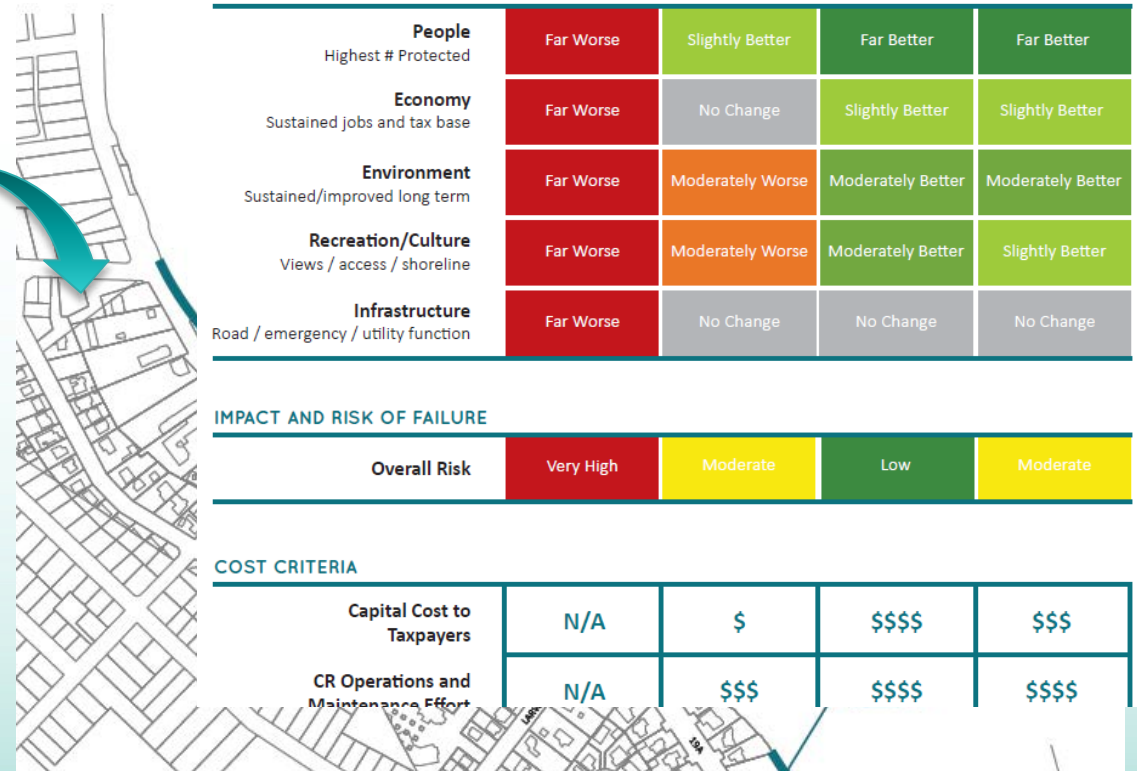 People
Highest # Protected
Far Worse
Slightly Better
Far Better
Far Better
Economy
Sustained jobs and tax base
Far Worse
No Change
Slightly Better
Slightly Better
Environment
Sustained/improved long term
Far Worse
Moderately Worse
Moderately Better
Moderately Better
Recreation/Culture
Views / access / shoreline
Far Worse
Moderately Worse
Moderately Better
Slightly Better
Infrastructure
Road / emergency / utility function
Far Worse
No Change
No Change
No Change
IMPACT AND RISK OF FAILURE
Overall Risk
Very High
Moderate
Low
Moderate
COST CRITERIA
Capital Cost to
Taxpayers
N/A
$
$$$$
$$$
CR Operations and
Maintenance Effort
N/A
$$$
$$$$
$$$$
19A